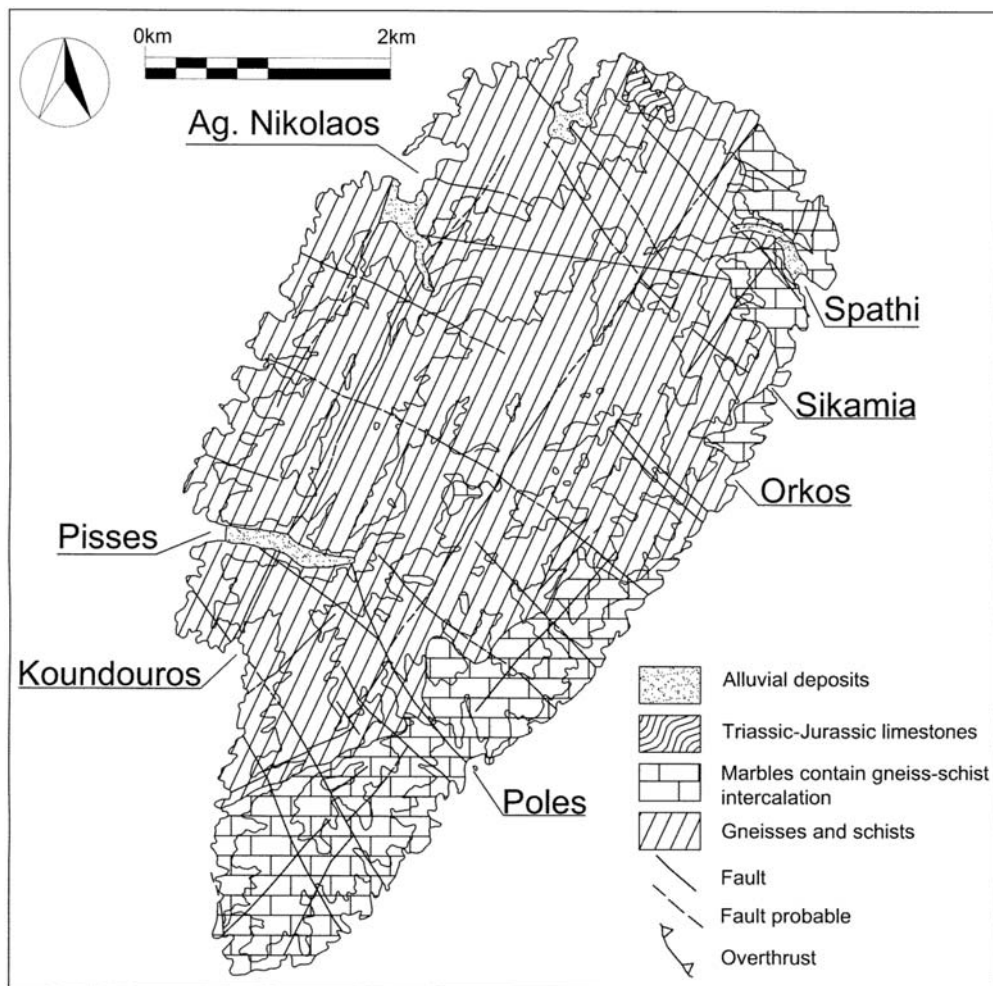 0km 2km
Ag. Nikolaos
Spathi
Sikamia
Orkos
Pisses
Koundouros
Poles
Alluvial deposits
Triassic-Jurassic limestones
Marbles contain gneiss-schist
intercalation
Gneisses and schists
Fault
Fault probable
Overthrust